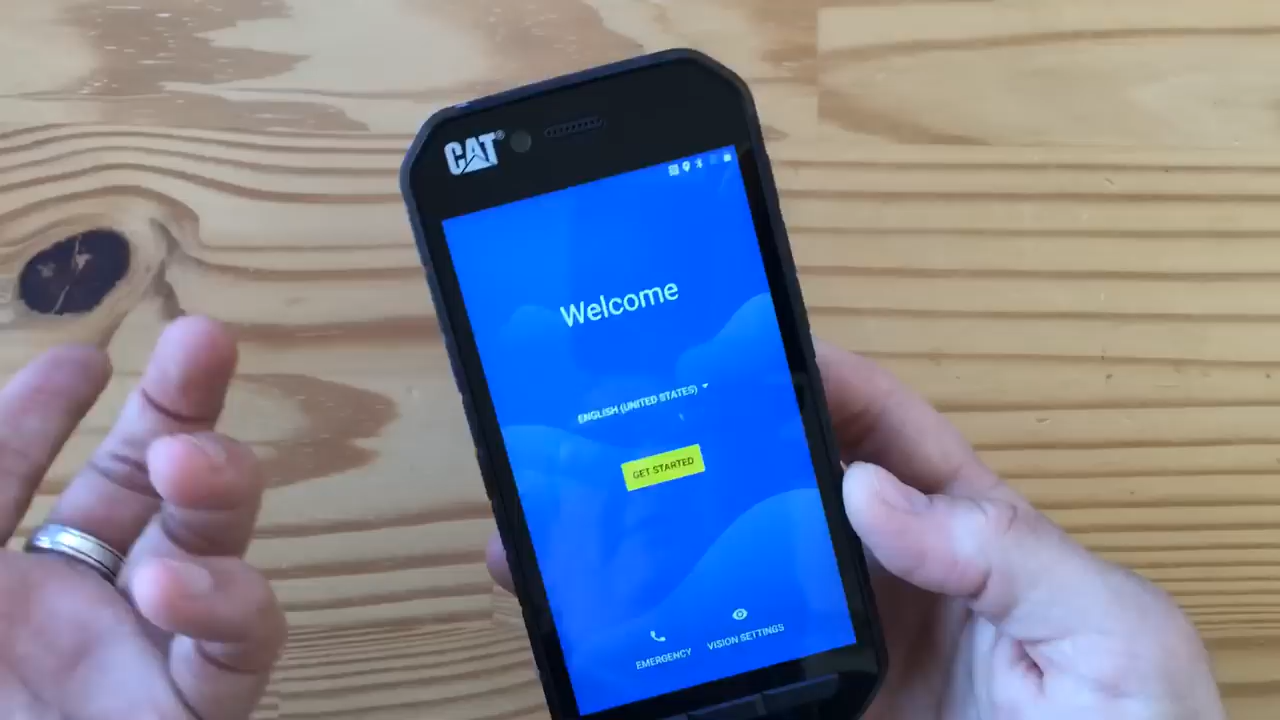 CAT®
Welcome
ENGLISH (UNITED STATES)
GET STARTED
EMERGENCY
VISION SETTINGS